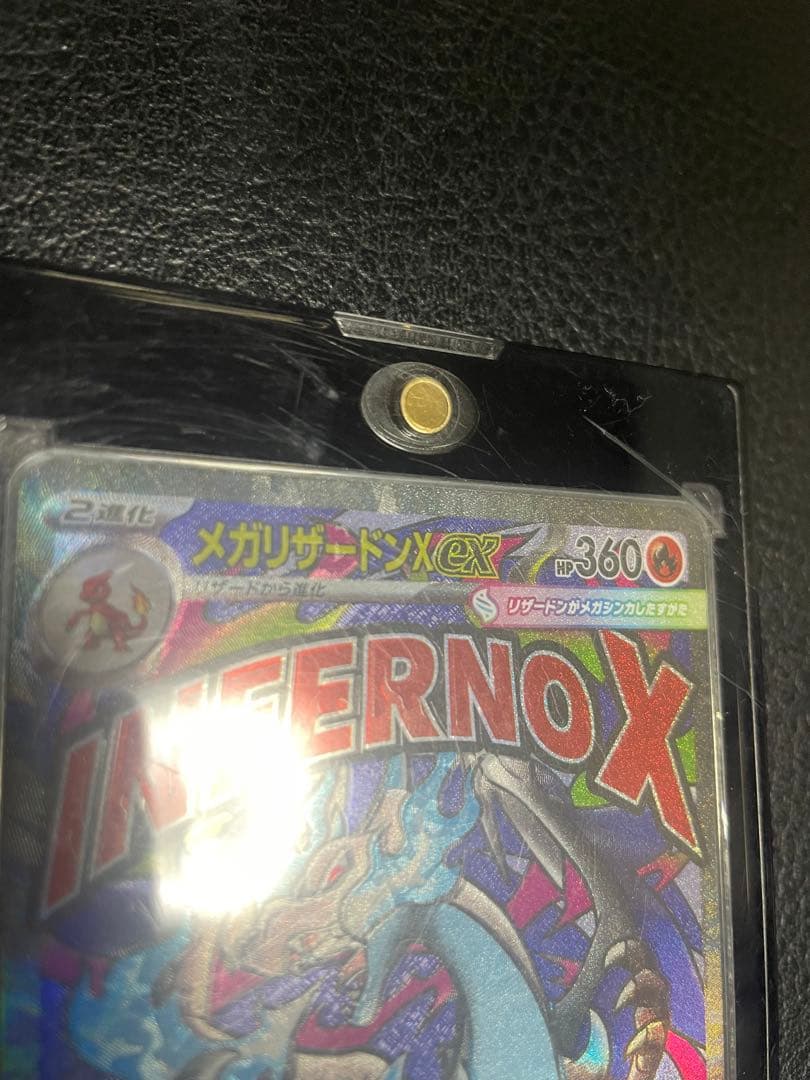 2進化
メガリザードンXex
HP360
リザードから進化
リザードンがメガシンカしたすがた
INFERNOX